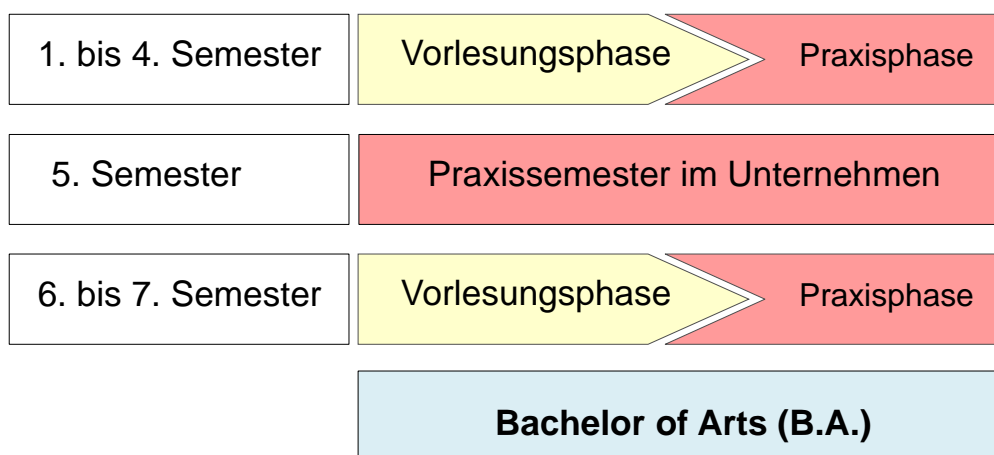 1. bis 4. Semester Vorlesungsphase Praxisphase
5. Semester Praxissemester im Unternehmen
6. bis 7. Semester Vorlesungsphase Praxisphase
Bachelor of Arts (B.A.)